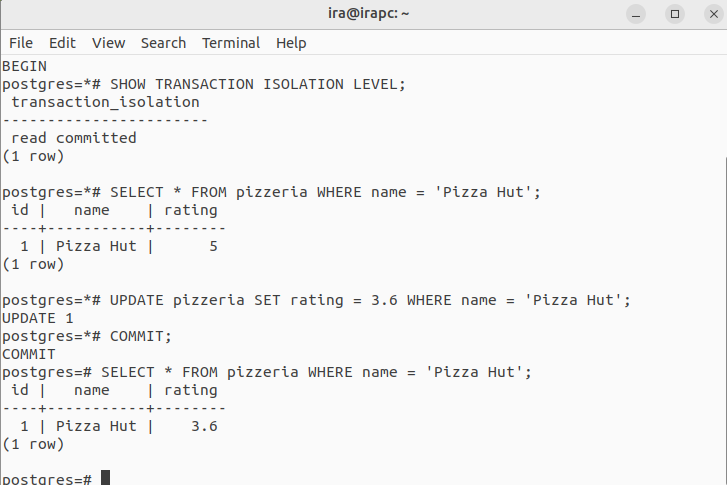 ira@irapc: ~
File Edit View Search Terminal Help
BEGIN
postgres=*# SHOW TRANSACTION ISOLATION LEVEL;
 transaction_isolation
-----------------------
 read committed
(1 row)

postgres=*# SELECT * FROM pizzeria WHERE name = 'Pizza Hut';
 id |   name    | rating
----+-----------+--------
  1 | Pizza Hut |      5
(1 row)

postgres=*# UPDATE pizzeria SET rating = 3.6 WHERE name = 'Pizza Hut';
UPDATE 1
postgres=*# COMMIT;
COMMIT
postgres=# SELECT * FROM pizzeria WHERE name = 'Pizza Hut';
 id |   name    | rating
----+-----------+--------
  1 | Pizza Hut |    3.6
(1 row)

postgres=#